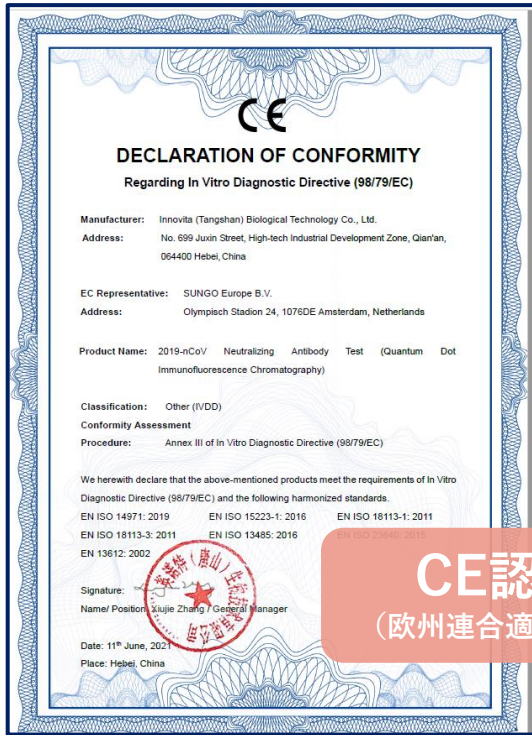 CE
DECLARATION OF CONFORMITY
Regarding In Vitro Diagnostic Directive (98/79/EC)
Manufacturer: Innovita (Tangshan) Biological Technology Co., Ltd.
Address: No. 699 Juxin Street, High-tech Industrial Development Zone, Qian'an,
064400 Hebei, China
EC Representative: SUNGO Europe B.V.
Address: Olympisch Stadion 24, 1076DE Amsterdam, Netherlands
Product Name: 2019-nCoV Neutralizing Antibody Test (Quantum Dot
Immunofluorescence Chromatography)
Classification: Other (IVDD)
Conformity Assessment
Procedure: Annex III of In Vitro Diagnostic Directive (98/79/EC)
We herewith declare that the above-mentioned products meet the requirements of In Vitro
Diagnostic Directive (98/79/EC) and the following harmonized standards.
EN ISO 14971: 2019 EN ISO 15223-1: 2016 EN ISO 18113-1: 2011
EN ISO 18113-3: 2011 EN ISO 13485: 2016 EN ISO 23640: 2015
EN 13612: 2002
CE認
(欧州連合適
Signature:
Name/ Position: Xiujie Zhang / General Manager
Date: 11th June, 2021
Place: Hebei, China